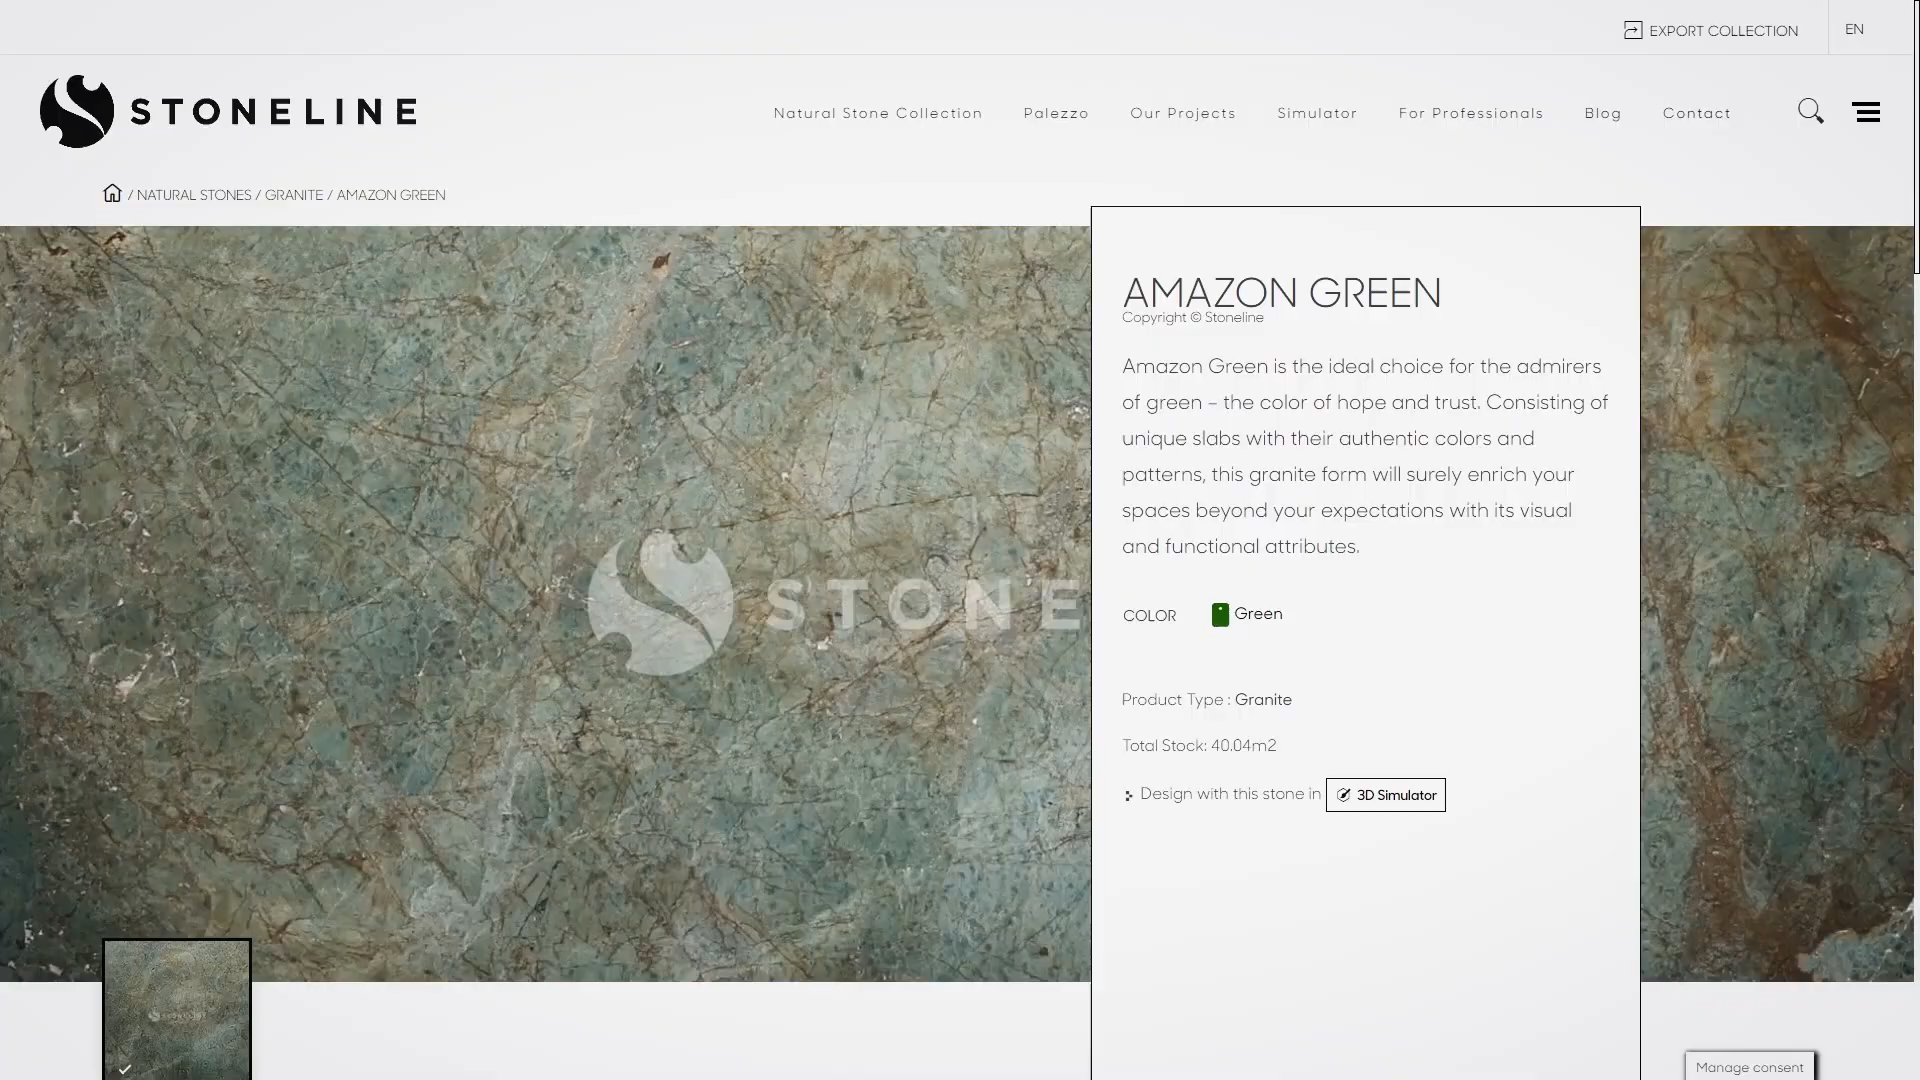 EXPORT COLLECTION
EN
STONELINE
Natural Stone Collection
Palezzo
Our Projects
Simulator
For Professionals
Blog
Contact
/ NATURAL STONES / GRANITE / AMAZON GREEN
AMAZON GREEN
Copyright © Stoneline
Amazon Green is the ideal choice for the admirers
of green – the color of hope and trust. Consisting of
unique slabs with their authentic colors and
patterns, this granite form will surely enrich your
spaces beyond your expectations with its visual
and functional attributes.
STONE
COLOR
Green
Product Type : Granite
Total Stock: 40.04m2
Design with this stone in
3D Simulator
Manage consent